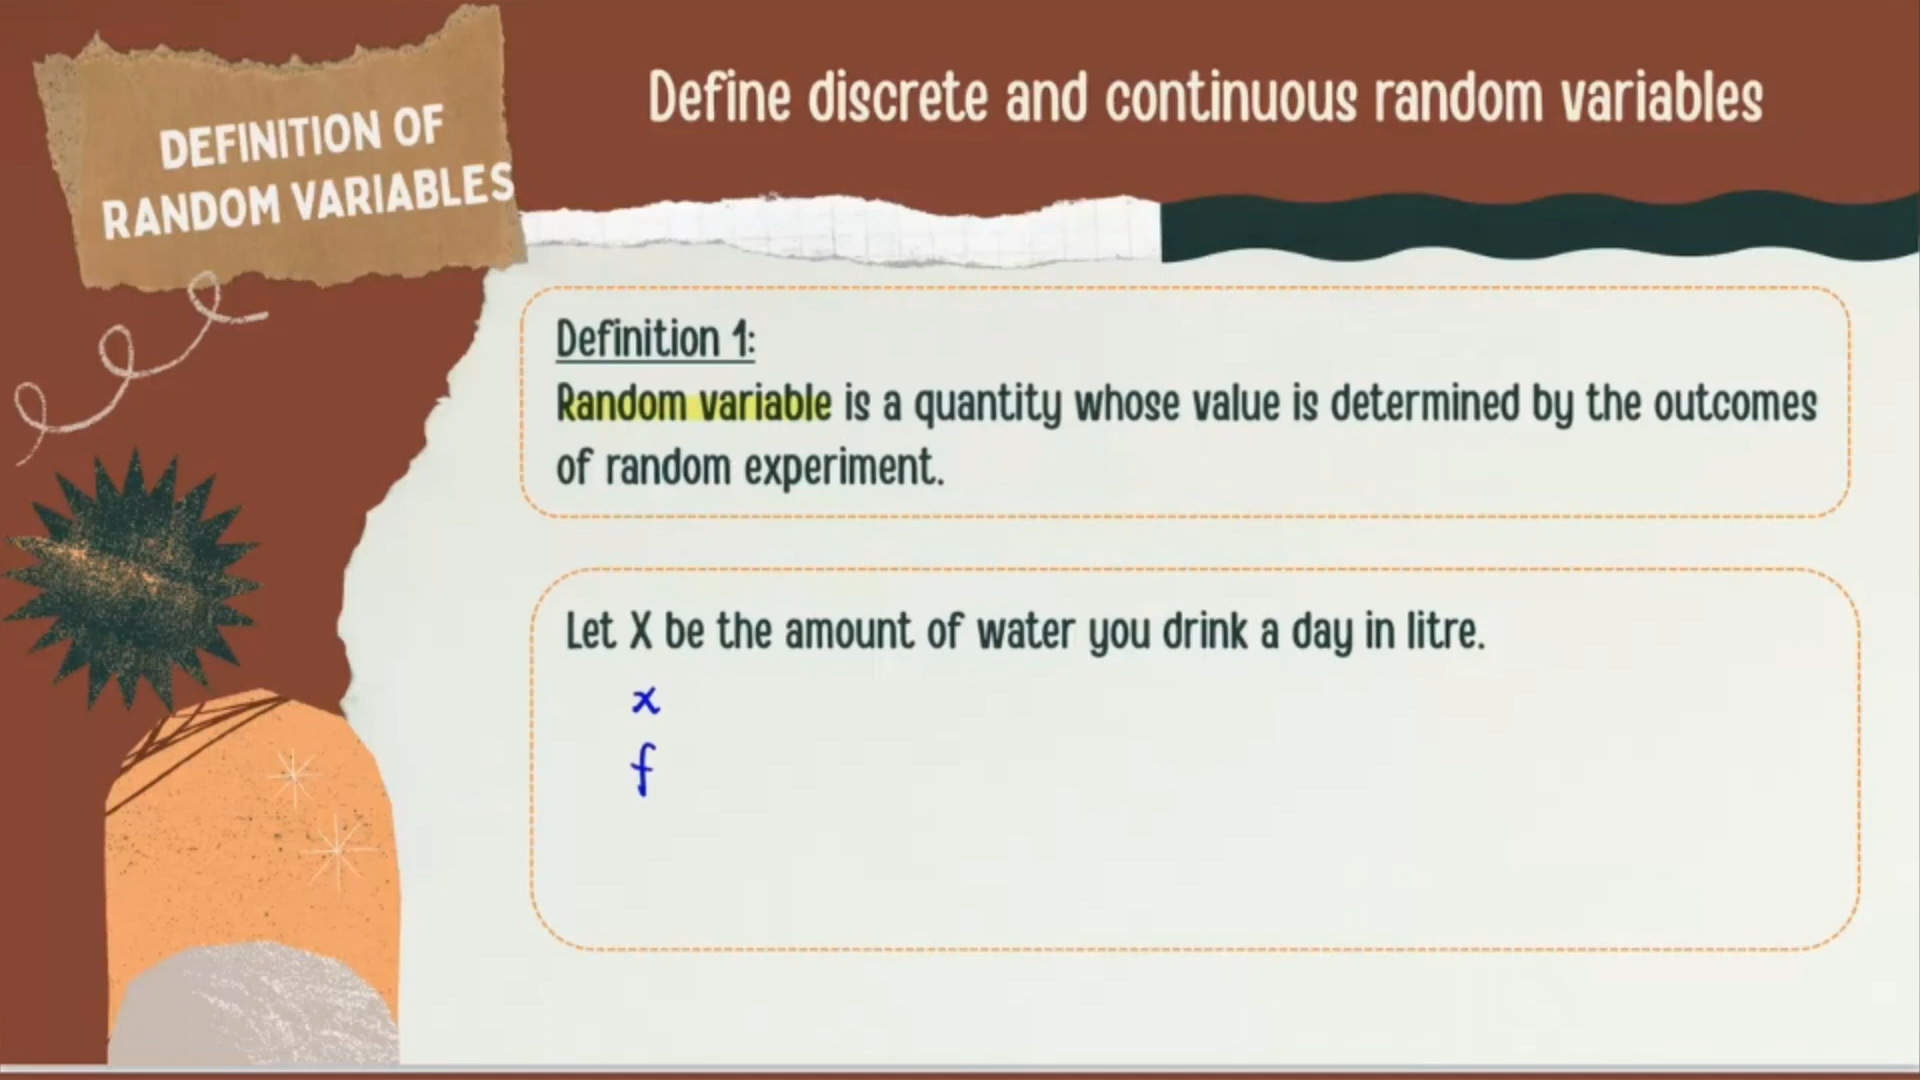 DEFINITION OF
RANDOM VARIABLES
Define discrete and continuous random variables
Definition 1:
Random variable is a quantity whose value is determined by the outcomes
of random experiment.
Let X be the amount of water you drink a day in litre.
x
f